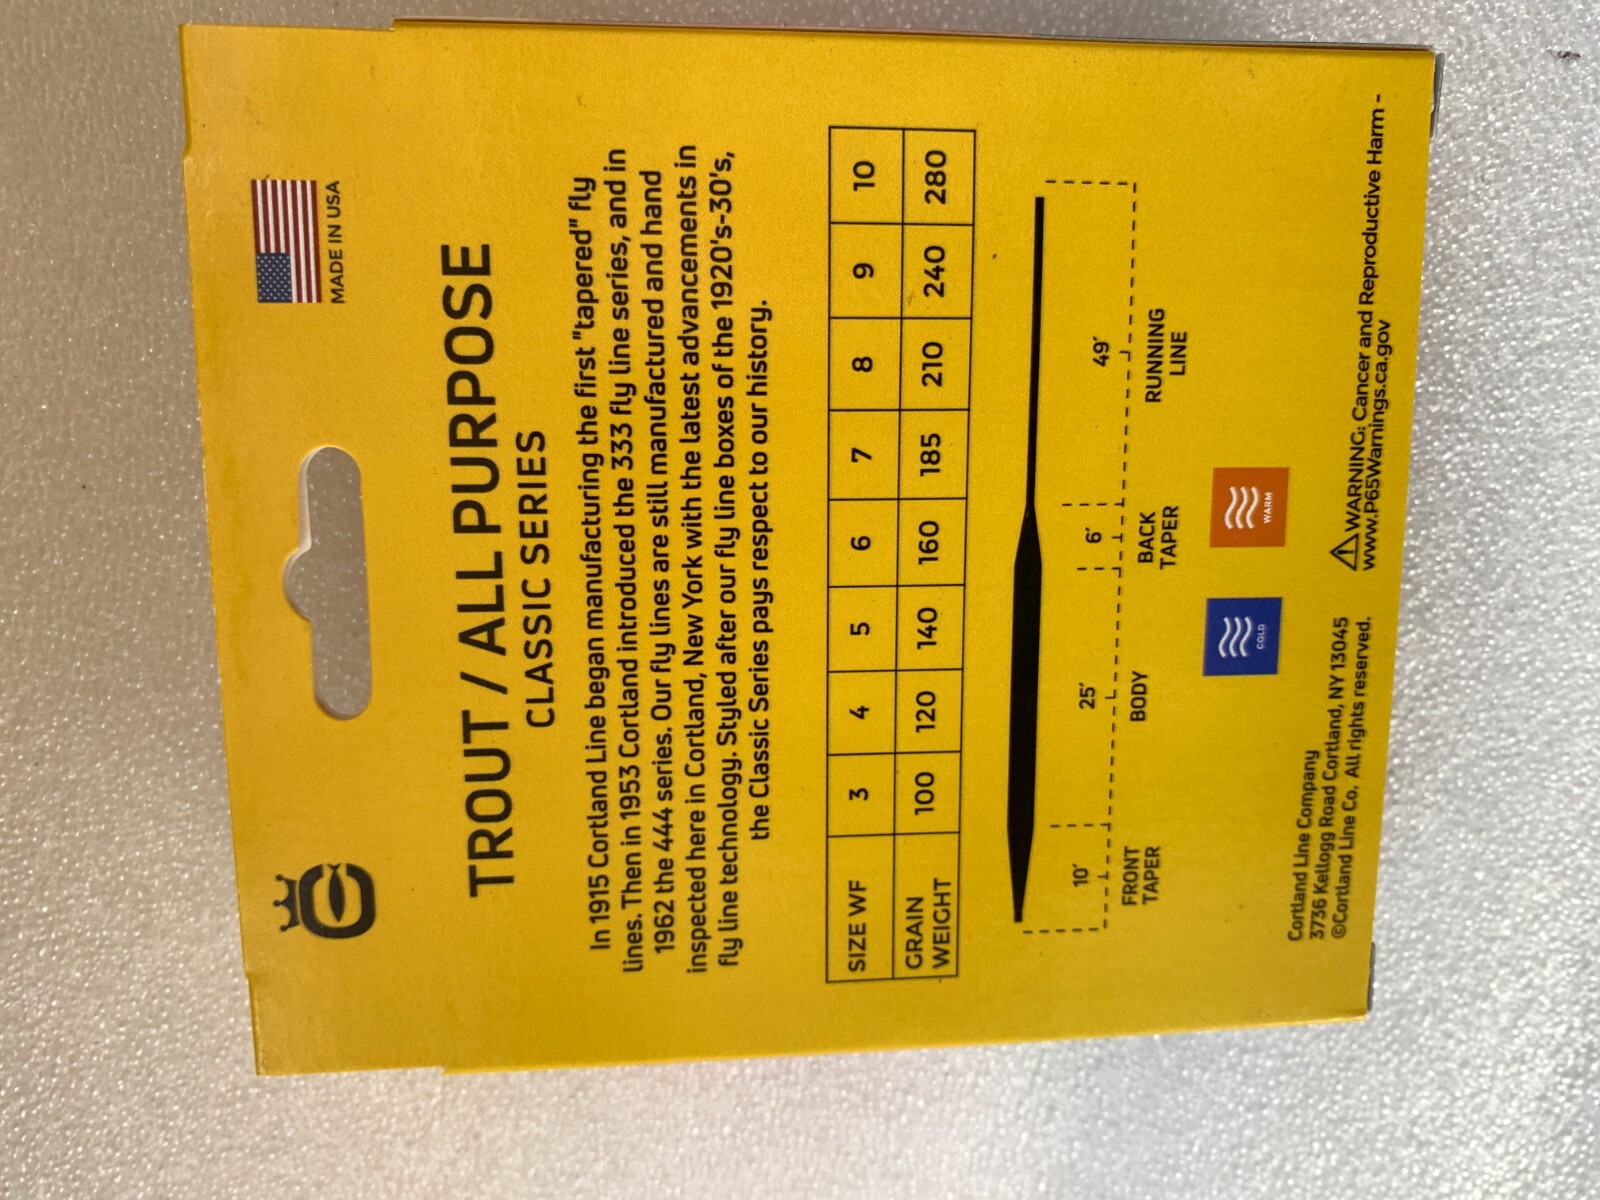 MADE IN USA
TROUT / ALL PURPOSE
CLASSIC SERIES
In 1915 Cortland Line began manufacturing the first "tapered" fly
lines. Then in 1953 Cortland introduced the 333 fly line series, and in
1962 the 444 series. Our fly lines are still manufactured and hand
inspected here in Cortland, New York with the latest advancements in
fly line technology. Styled after our fly line boxes of the 1920's-30's,
the Classic Series pays respect to our history.
SIZE WF 3 4 5 6 7 8 9 10
GRAIN WEIGHT 100 120 140 160 185 210 240 280
10' 25' 6' 49'
FRONT TAPER BODY BACK TAPER RUNNING LINE
COLD WARM
Cortland Line Company
3736 Kellogg Road Cortland, NY 13045
©Cortland Line Co. All rights reserved.
⚠WARNING: Cancer and Reproductive Harm -
www.P65Warnings.ca.gov